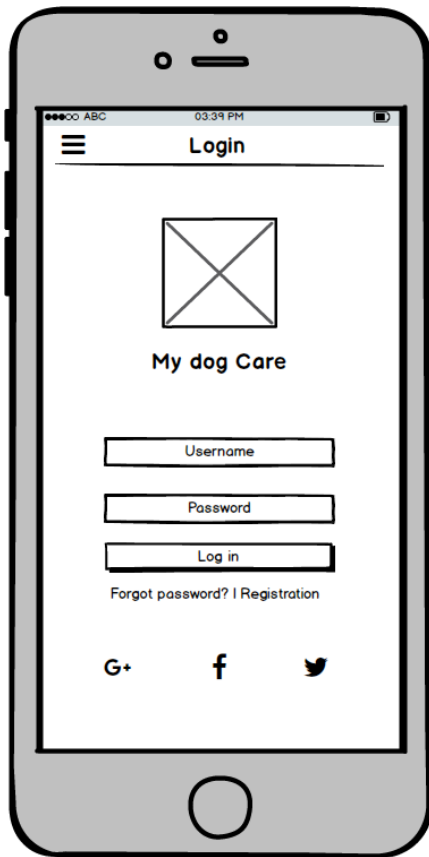 ABC 03:39 PM
Login
My dog Care
Username
Password
Log in
Forgot password? | Registration
G+ f